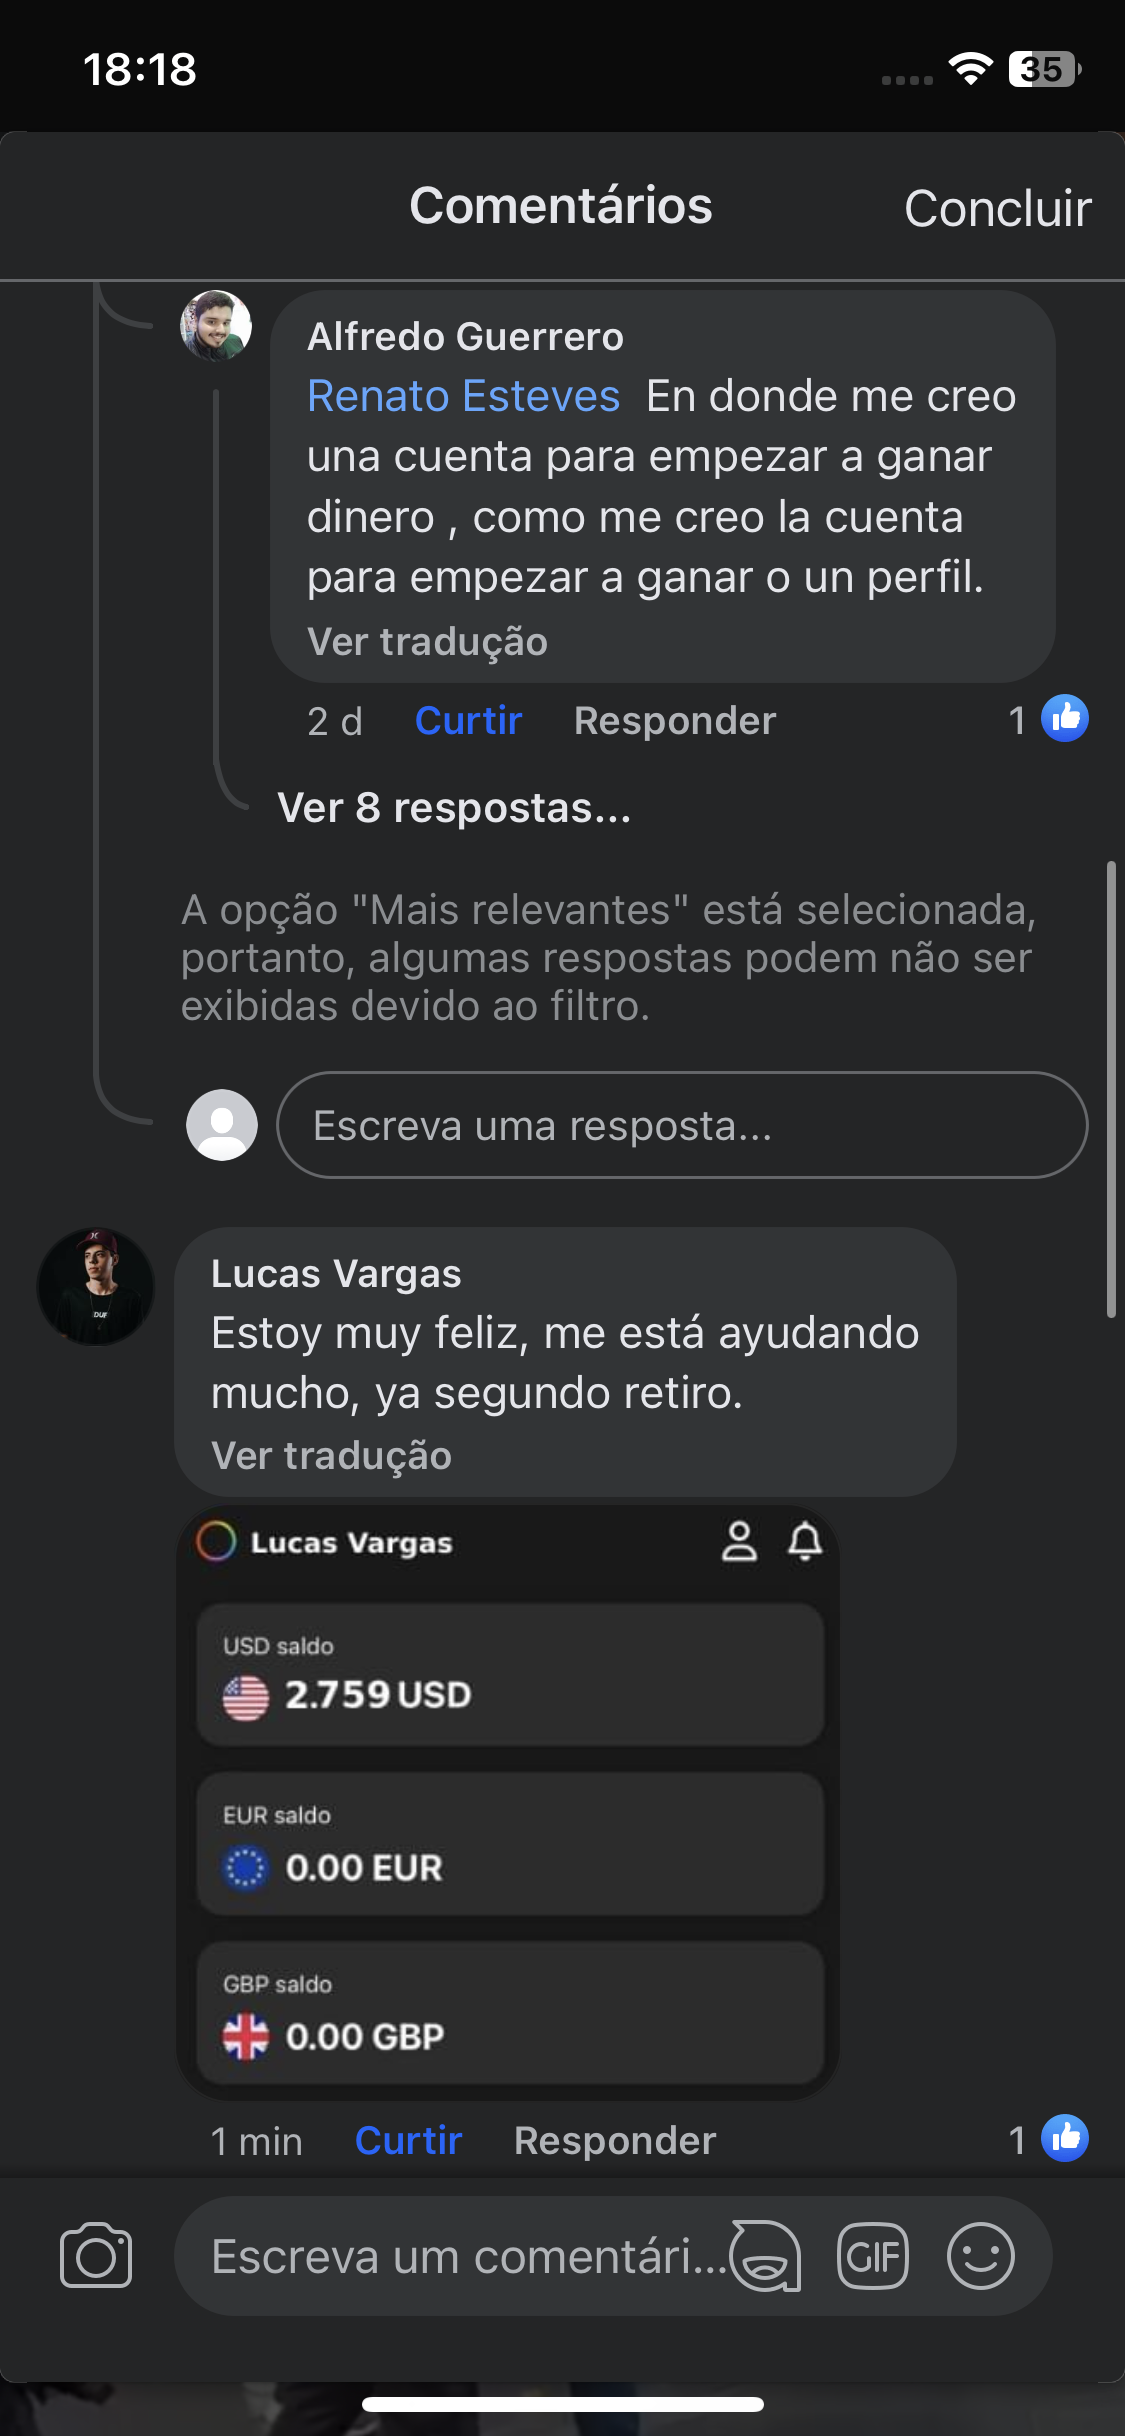 18:18
35
Comentários
Concluir
Alfredo Guerrero
Renato Esteves En donde me creo
una cuenta para empezar a ganar
dinero , como me creo la cuenta
para empezar a ganar o un perfil.
Ver tradução
2 d Curtir Responder 1
Ver 8 respostas...
A opção "Mais relevantes" está selecionada,
portanto, algumas respostas podem não ser
exibidas devido ao filtro.
Escreva uma resposta...
Lucas Vargas
Estoy muy feliz, me está ayudando
mucho, ya segundo retiro.
Ver tradução
Lucas Vargas
USD saldo
2.759 USD
EUR saldo
0.00 EUR
GBP saldo
0.00 GBP
1 min Curtir Responder 1
Escreva um comentári...
GIF